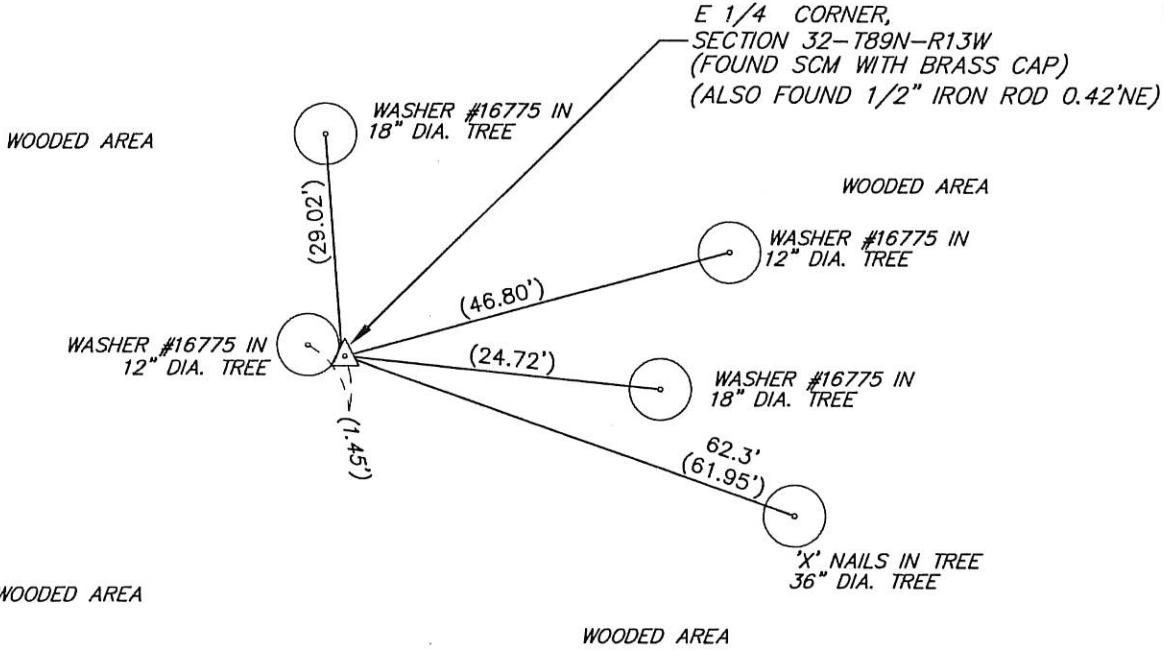 E 1/4 CORNER,
SECTION 32-T89N-R13W
(FOUND SCM WITH BRASS CAP)
(ALSO FOUND 1/2" IRON ROD 0.42'NE)
WASHER #16775 IN
18" DIA. TREE
WOODED AREA
WOODED AREA
(29.02')
WASHER #16775 IN
12" DIA. TREE
(46.80')
WASHER #16775 IN
12" DIA. TREE
(24.72')
WASHER #16775 IN
18" DIA. TREE
(1.45')
62.3'
(61.95')
'X' NAILS IN TREE
36" DIA. TREE
WOODED AREA
WOODED AREA